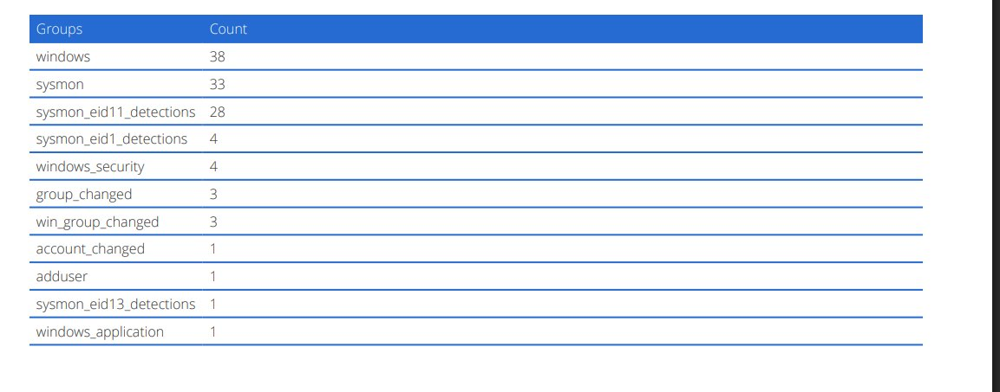 Groups Count
windows 38
sysmon 33
sysmon_eid11_detections 28
sysmon_eid1_detections 4
windows_security 4
group_changed 3
win_group_changed 3
account_changed 1
adduser 1
sysmon_eid13_detections 1
windows_application 1